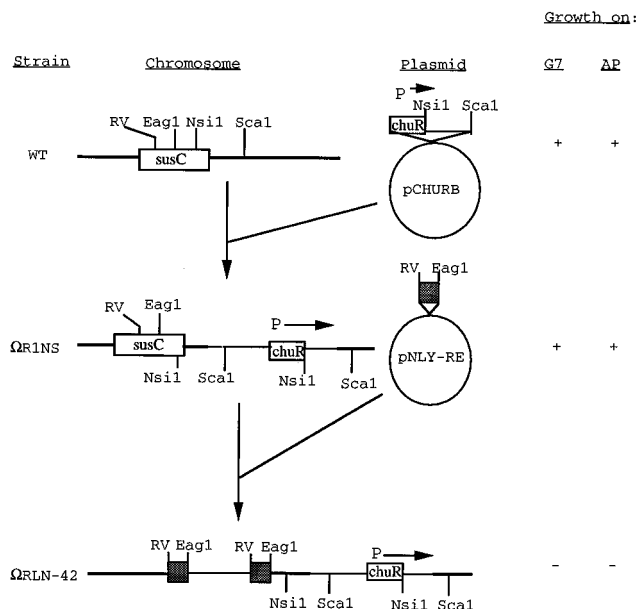 Growth on:
Strain Chromosome Plasmid G7 AP
P
Nsi1 Sca1
RV Eag1 Nsi1 Sca1
chuR
susC
WT + +
pCHURB
RV Eag1
Eag1
RV
P
susC
chuR
ΩR1NS pNLY-RE + +
Nsi1 Sca1 Nsi1 Sca1
RV Eag1 RV Eag1 P
chuR
ΩRLN-42 - -
Nsi1 Sca1 Nsi1 Sca1